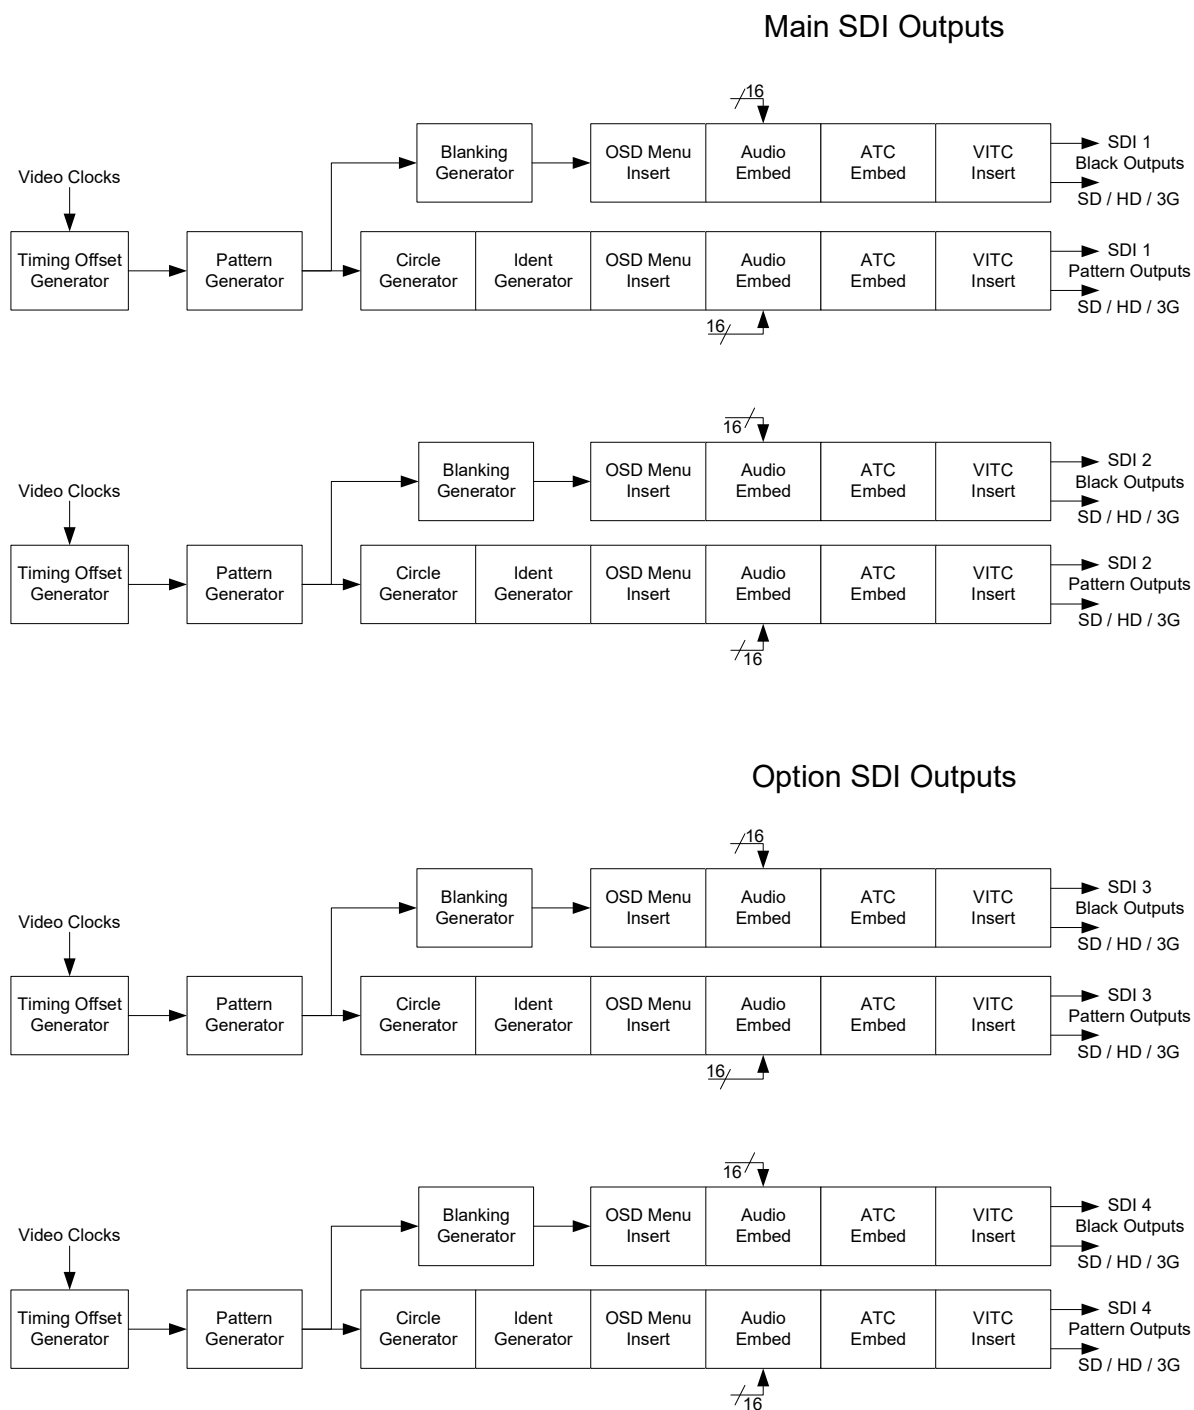 Main SDI Outputs
16
Blanking
Generator
OSD Menu
Insert
Audio
Embed
ATC
Embed
VITC
Insert
SDI 1
Black Outputs
SD / HD / 3G
Video Clocks
Timing Offset
Generator
Pattern
Generator
Circle
Generator
Ident
Generator
OSD Menu
Insert
Audio
Embed
ATC
Embed
VITC
Insert
SDI 1
Pattern Outputs
SD / HD / 3G
16
16
Blanking
Generator
OSD Menu
Insert
Audio
Embed
ATC
Embed
VITC
Insert
SDI 2
Black Outputs
SD / HD / 3G
Video Clocks
Timing Offset
Generator
Pattern
Generator
Circle
Generator
Ident
Generator
OSD Menu
Insert
Audio
Embed
ATC
Embed
VITC
Insert
SDI 2
Pattern Outputs
SD / HD / 3G
16
Option SDI Outputs
16
Blanking
Generator
OSD Menu
Insert
Audio
Embed
ATC
Embed
VITC
Insert
SDI 3
Black Outputs
SD / HD / 3G
Video Clocks
Timing Offset
Generator
Pattern
Generator
Circle
Generator
Ident
Generator
OSD Menu
Insert
Audio
Embed
ATC
Embed
VITC
Insert
SDI 3
Pattern Outputs
SD / HD / 3G
16
16
Blanking
Generator
OSD Menu
Insert
Audio
Embed
ATC
Embed
VITC
Insert
SDI 4
Black Outputs
SD / HD / 3G
Video Clocks
Timing Offset
Generator
Pattern
Generator
Circle
Generator
Ident
Generator
OSD Menu
Insert
Audio
Embed
ATC
Embed
VITC
Insert
SDI 4
Pattern Outputs
SD / HD / 3G
16